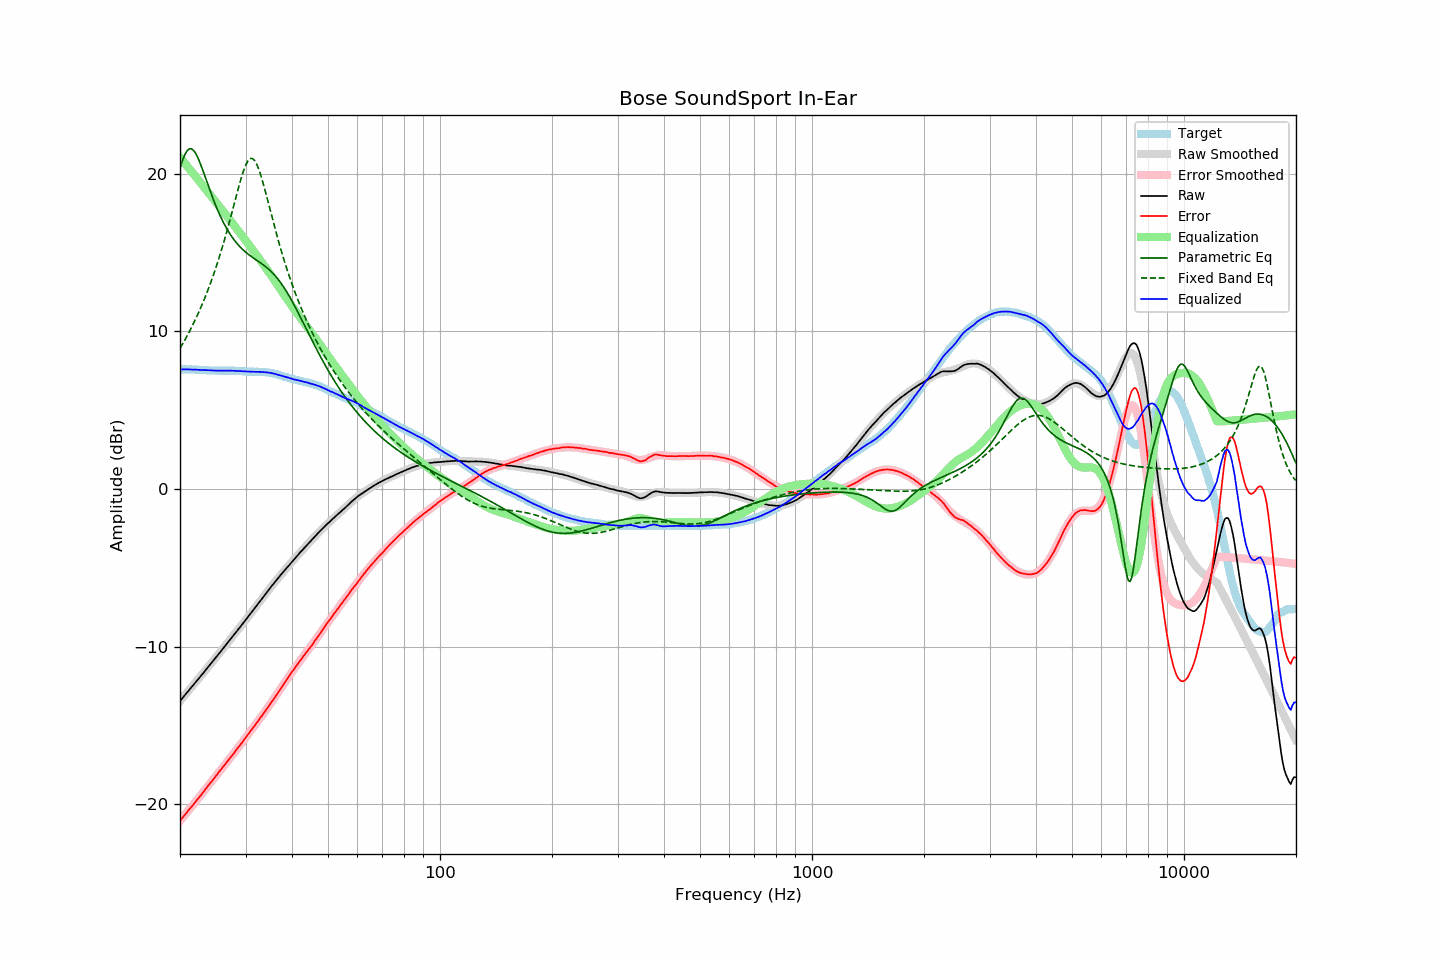 Bose SoundSport In-Ear
Target
Raw Smoothed
Error Smoothed
Raw
Error
Equalization
Parametric Eq
Fixed Band Eq
Equalized
20
10
0
−10
−20
Amplitude (dBr)
100
1000
10000
Frequency (Hz)